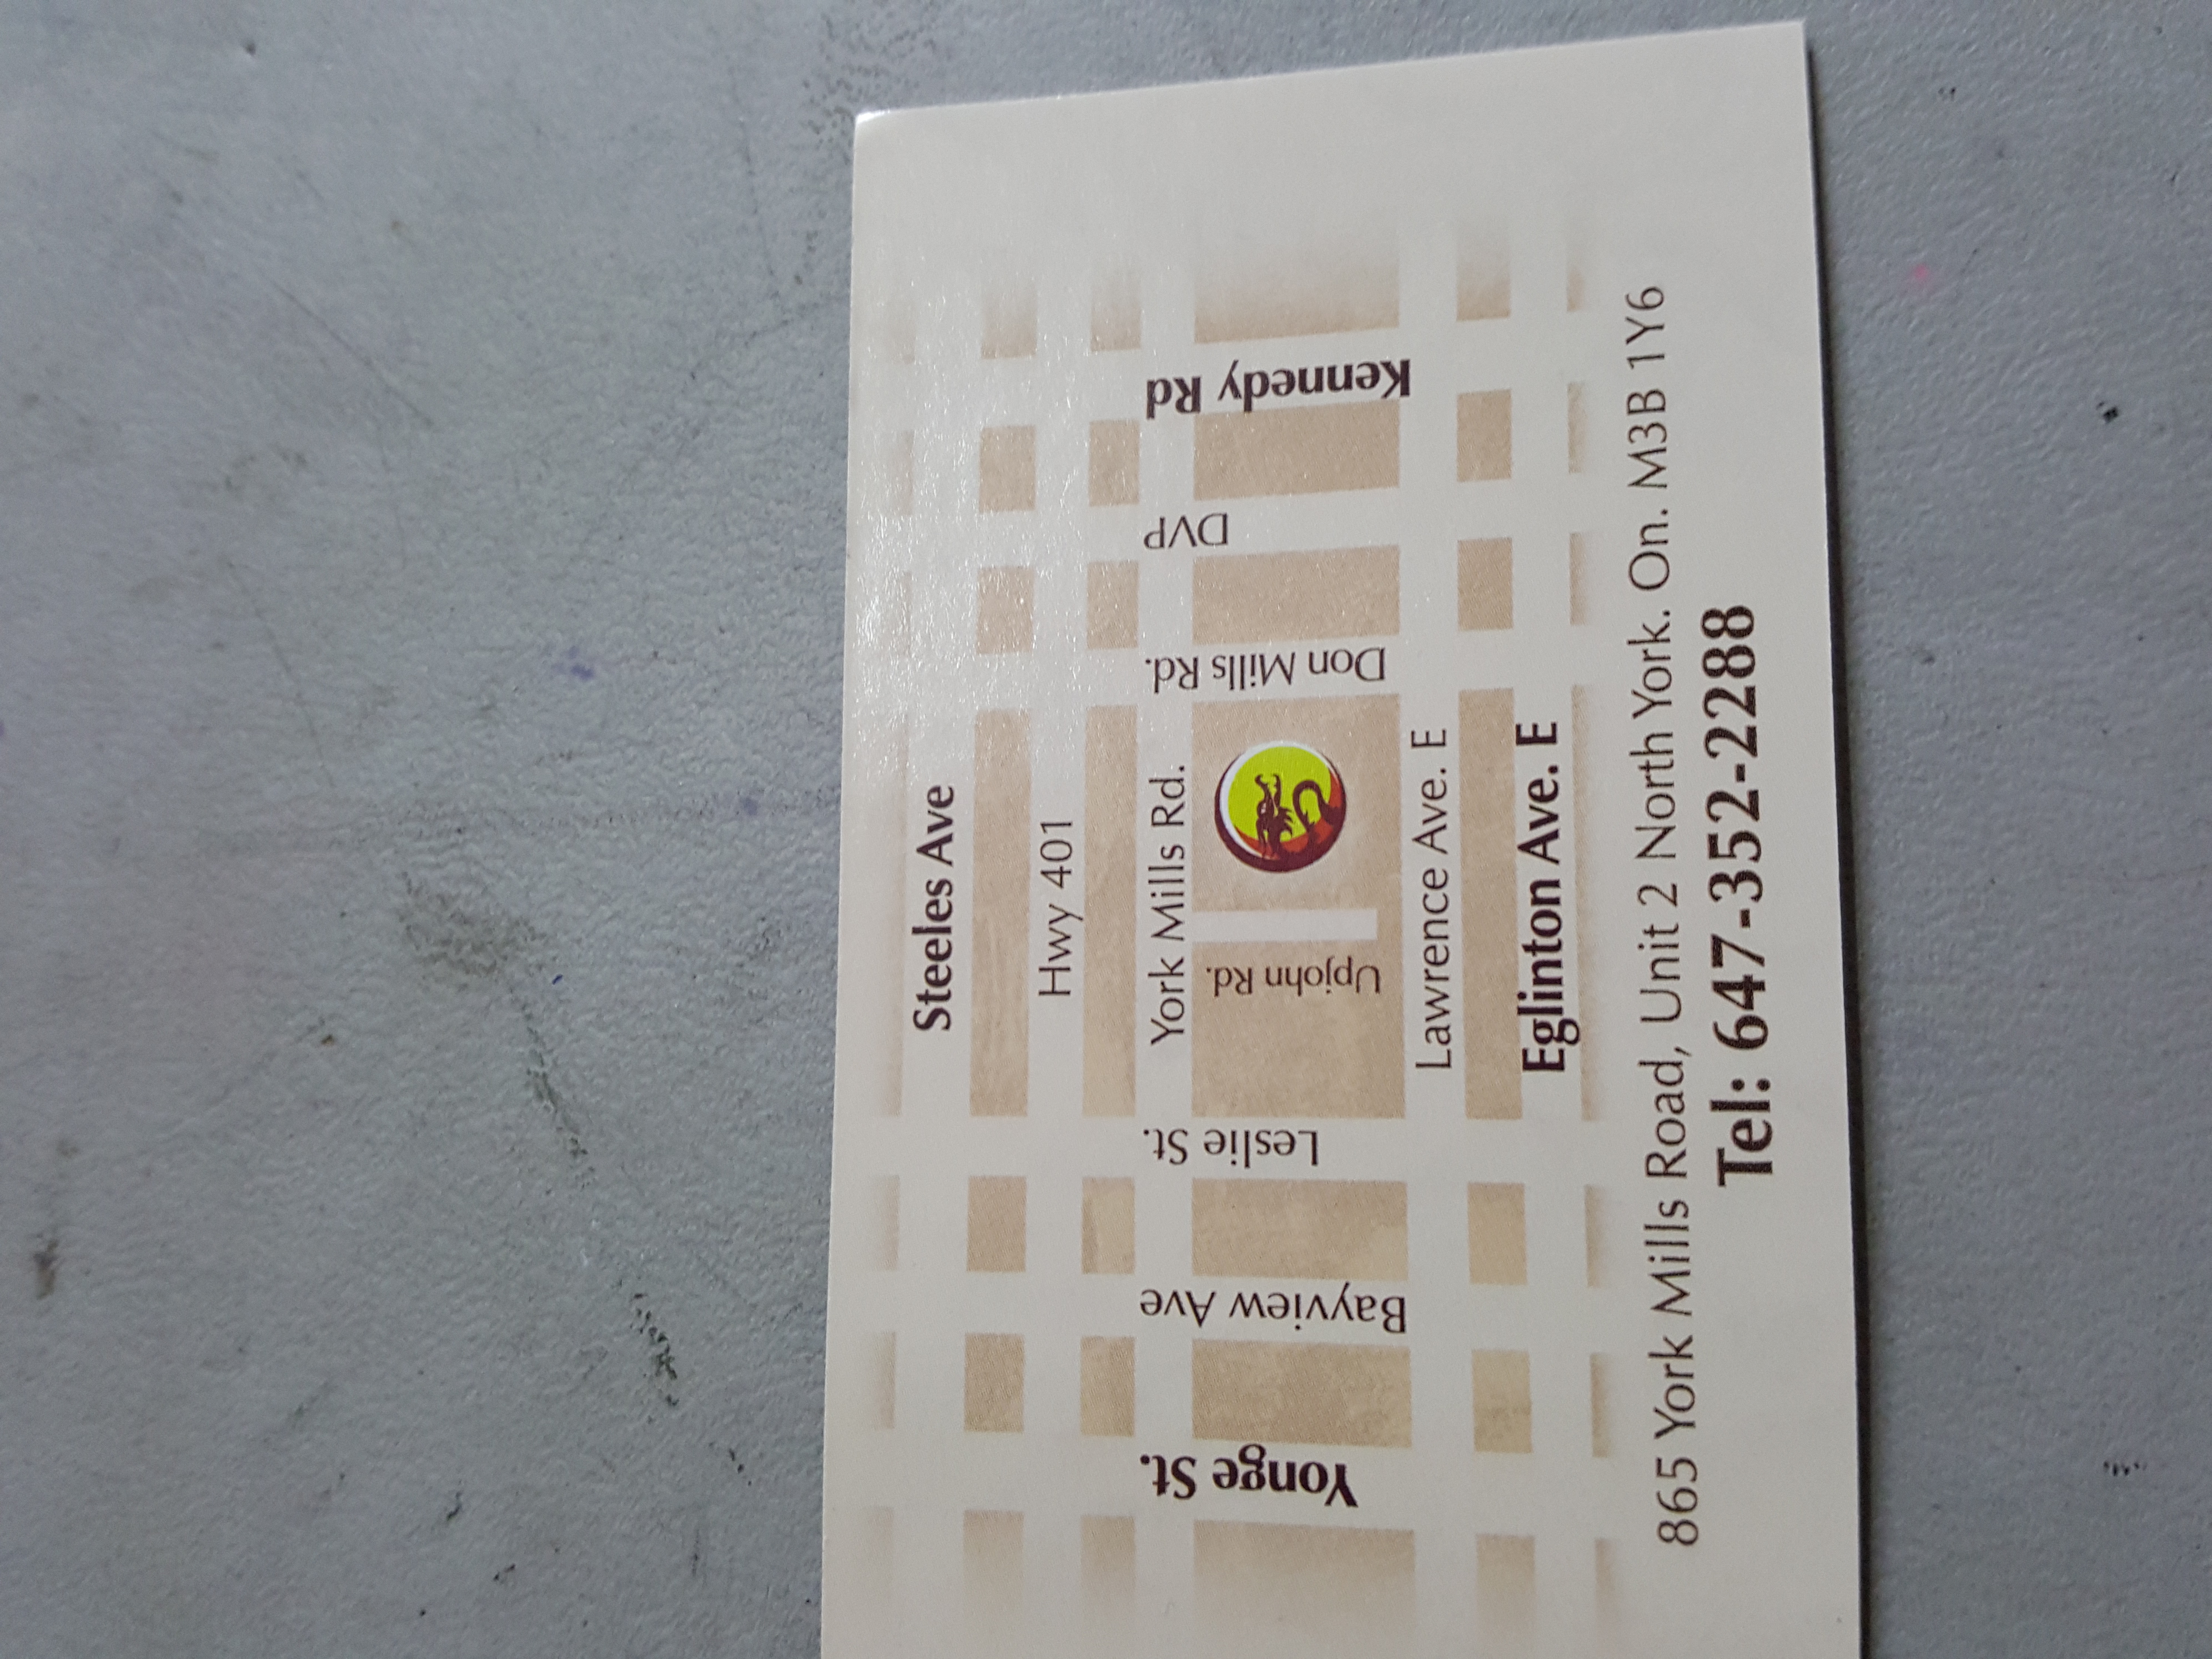 Steeles Ave
Hwy 401
York Mills Rd.
Yonge St.
Bayview Ave
Leslie St.
Upjohn Rd.
Don Mills Rd.
DVP
Kennedy Rd
Lawrence Ave. E
Eglinton Ave. E
865 York Mills Road, Unit 2 North York. On. M3B 1Y6
Tel: 647-352-2288